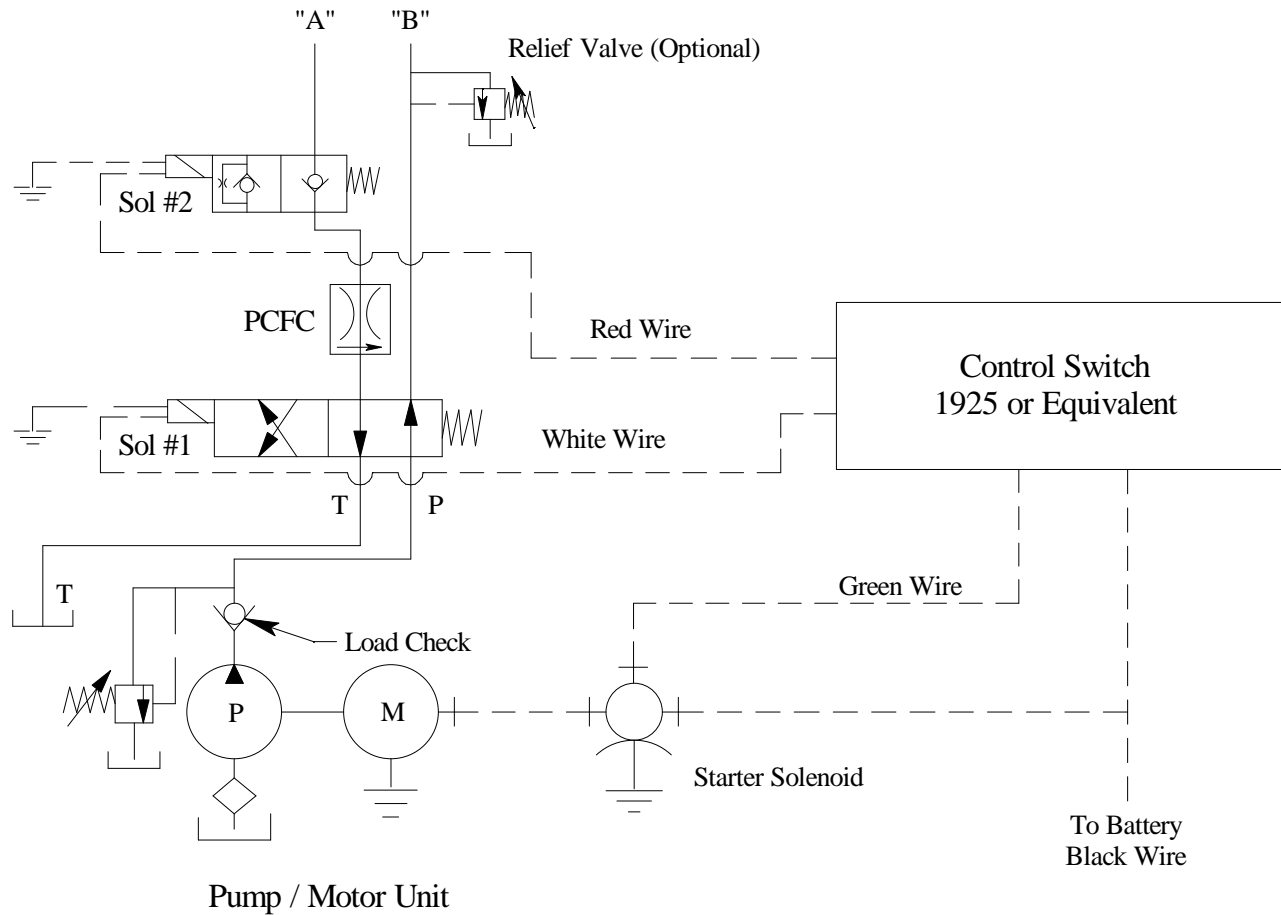 "A" "B"
Relief Valve (Optional)
Sol #2
PCFC
Red Wire
Control Switch
1925 or Equivalent
Sol #1
White Wire
T P
T
Green Wire
Load Check
P
M
Starter Solenoid
To Battery
Black Wire
Pump / Motor Unit